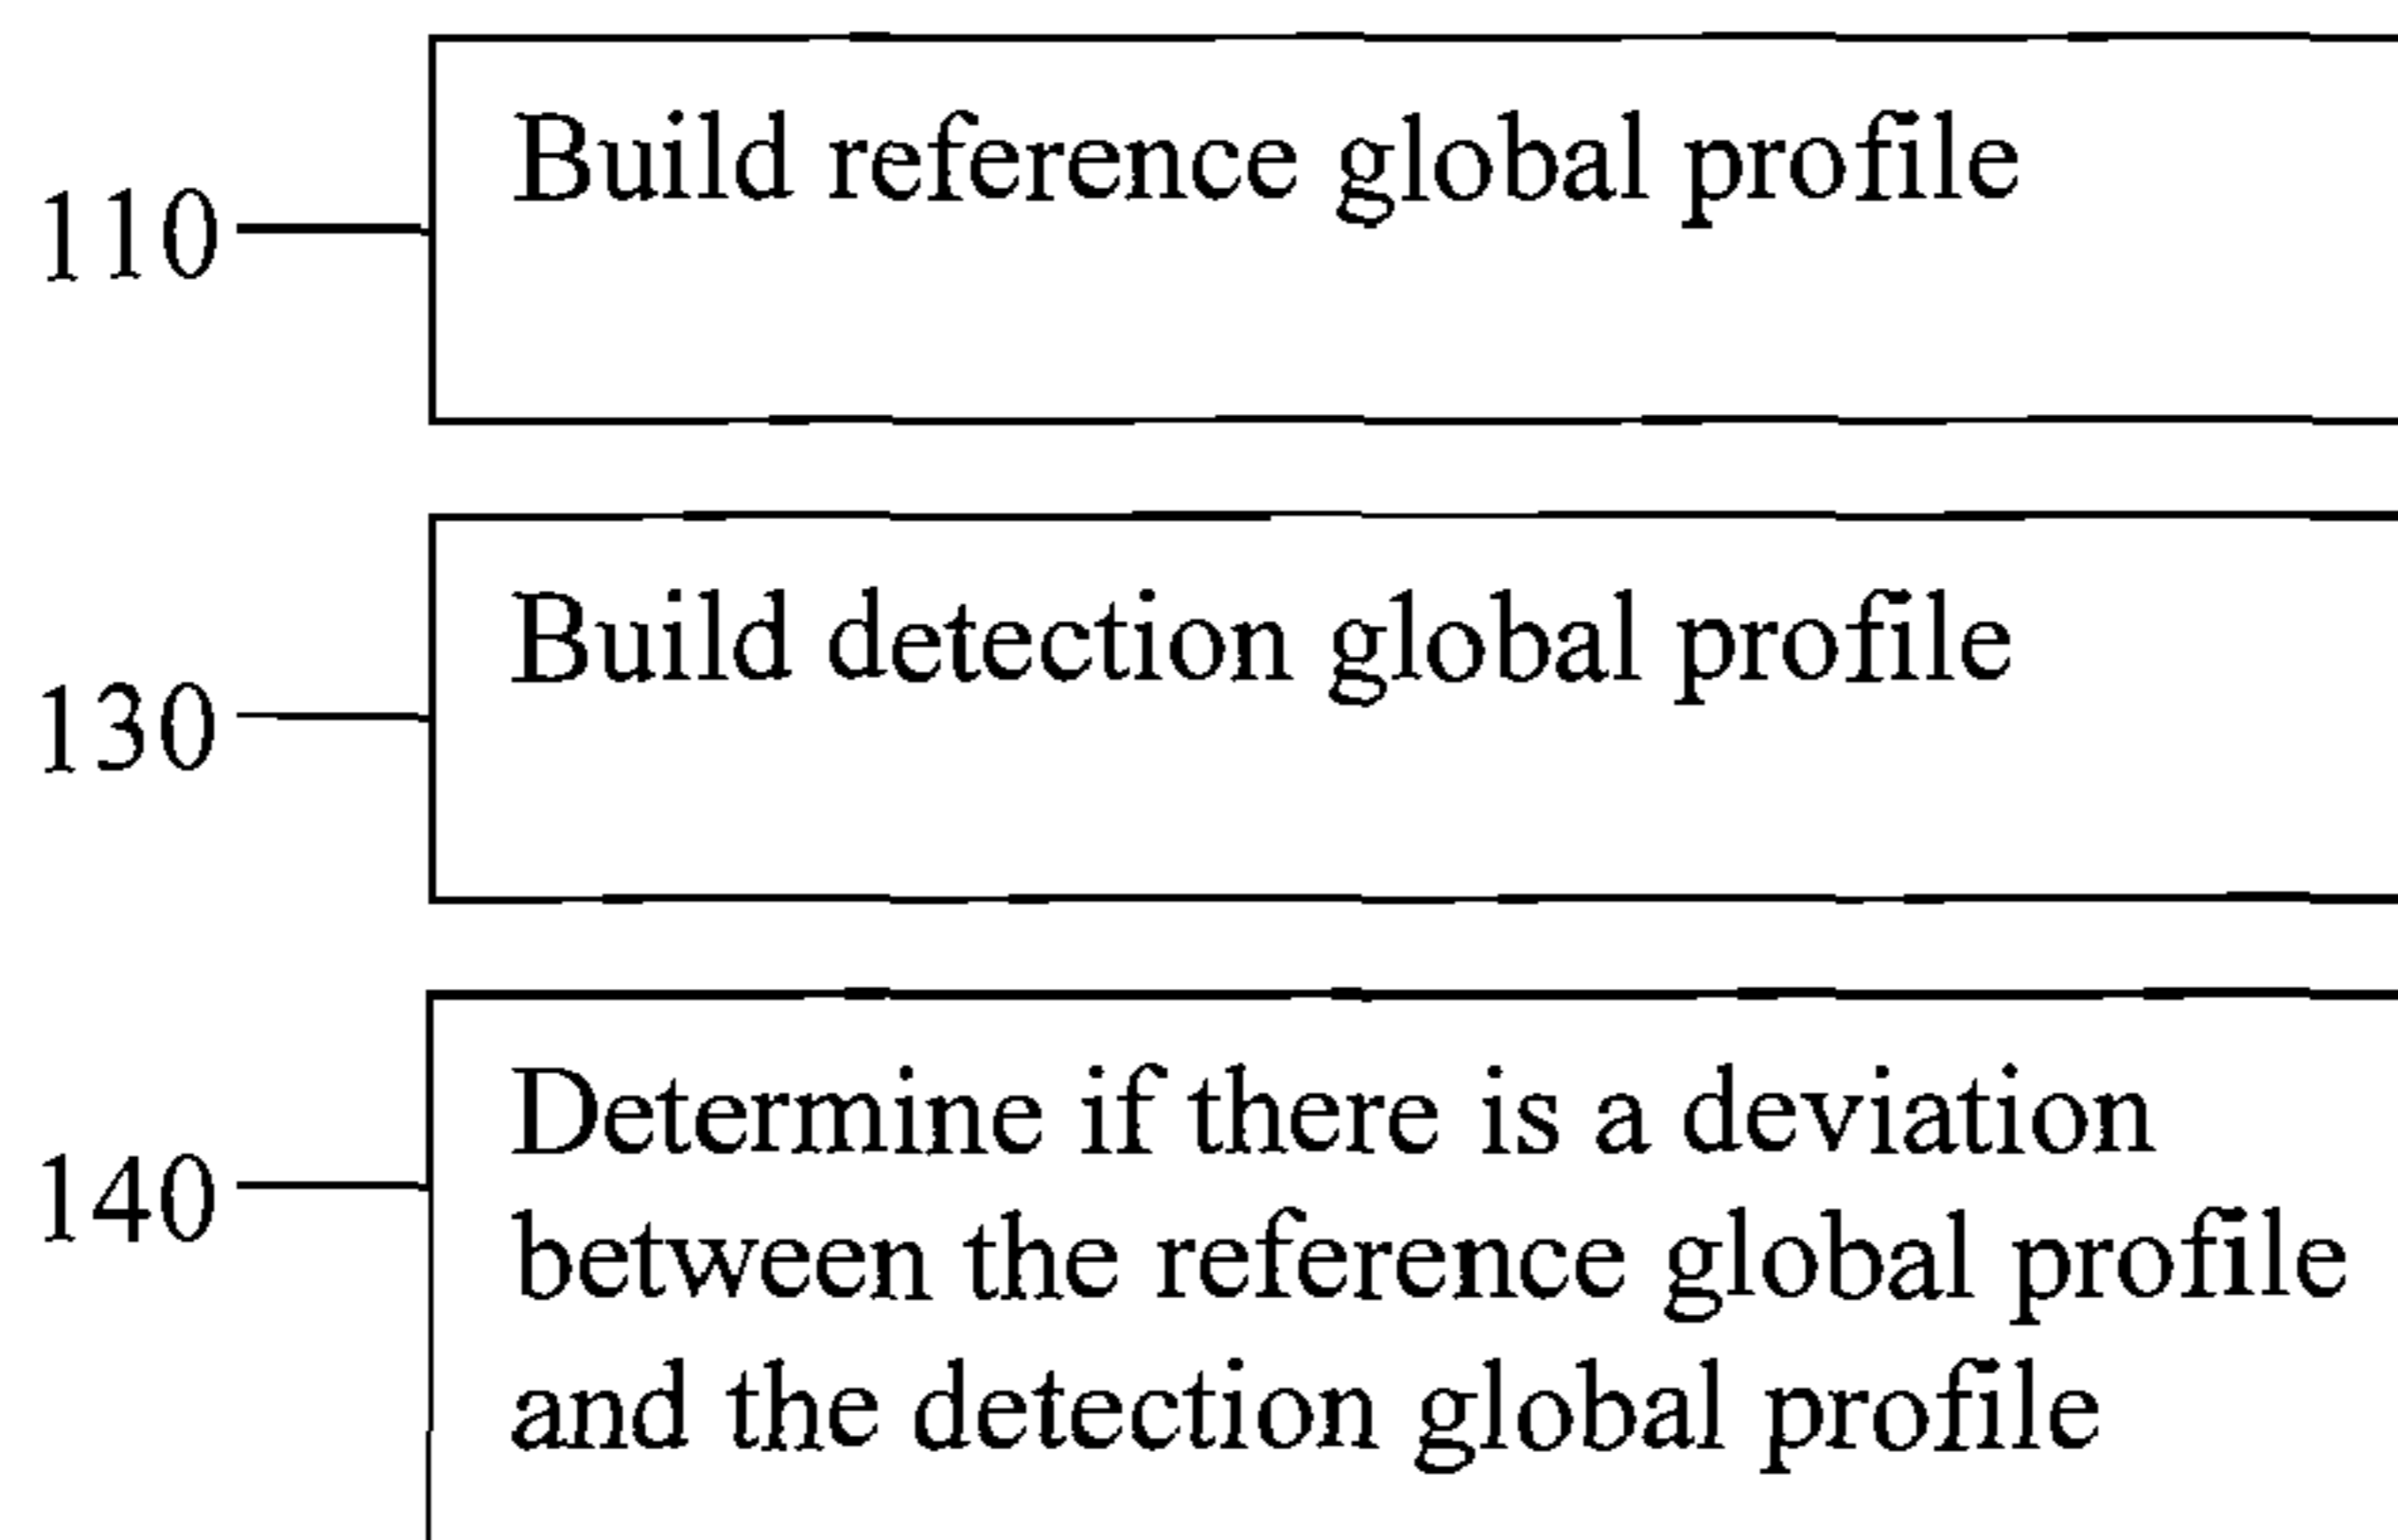 Build reference global profile
110
Build detection global profile
130
Determine if there is a deviation
140
between the reference global profile
and the detection global profile